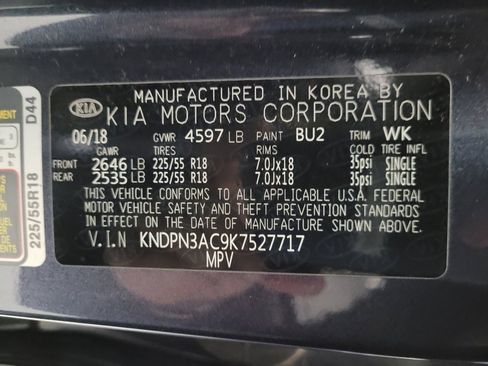 MANUFACTURED IN KOREA BY
KIA KIA MOTORS CORPORATION
06/18 GVWR 4597 LB PAINT BU2 TRIM WK
GAWR TIRES RIMS COLD TIRE INFL
FRONT 2646 LB 225/55 R18 7.0Jx18 35psi SINGLE
REAR 2535 LB 225/55 R18 7.0Jx18 35psi SINGLE
THIS VEHICLE CONFORMS TO ALL APPLICABLE U.S.A. FEDERAL
MOTOR VEHICLE SAFETY AND THEFT PREVENTION STANDARDS
IN EFFECT ON THE DATE OF MANUFACTURE SHOWN ABOVE.
V.I.N KNDPN3AC9K7527717
MPV
D44
225/55R18